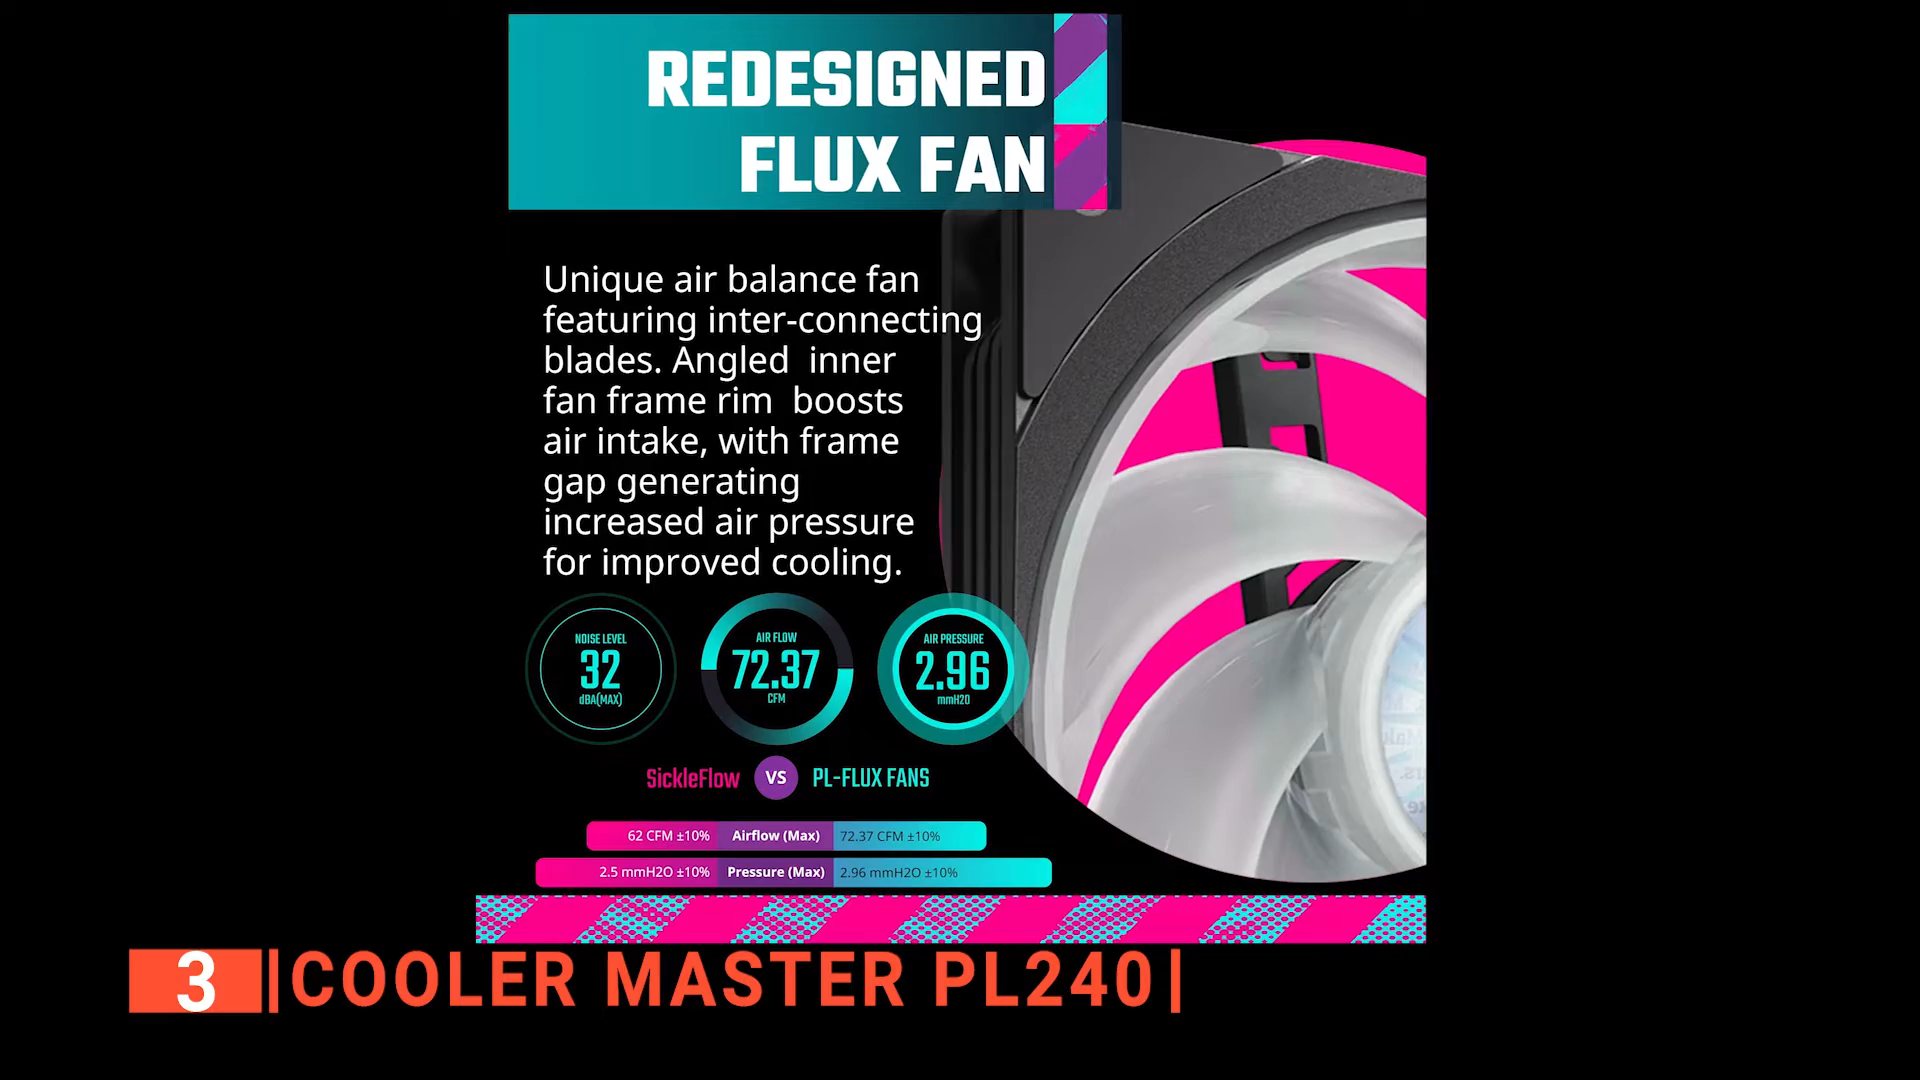 REDESIGNED
FLUX FAN
Unique air balance fan
featuring inter-connecting
blades. Angled  inner
fan frame rim  boosts
air intake, with frame
gap generating
increased air pressure
for improved cooling.
NOISE LEVEL
32
dBA(MAX)
AIR FLOW
72.37
CFM
AIR PRESSURE
2.96
mmH2O
SickleFlow VS PL-FLUX FANS
62 CFM ±10% Airflow (Max) 72.37 CFM ±10%
2.5 mmH2O ±10% Pressure (Max) 2.96 mmH2O ±10%
3 |COOLER MASTER PL240|